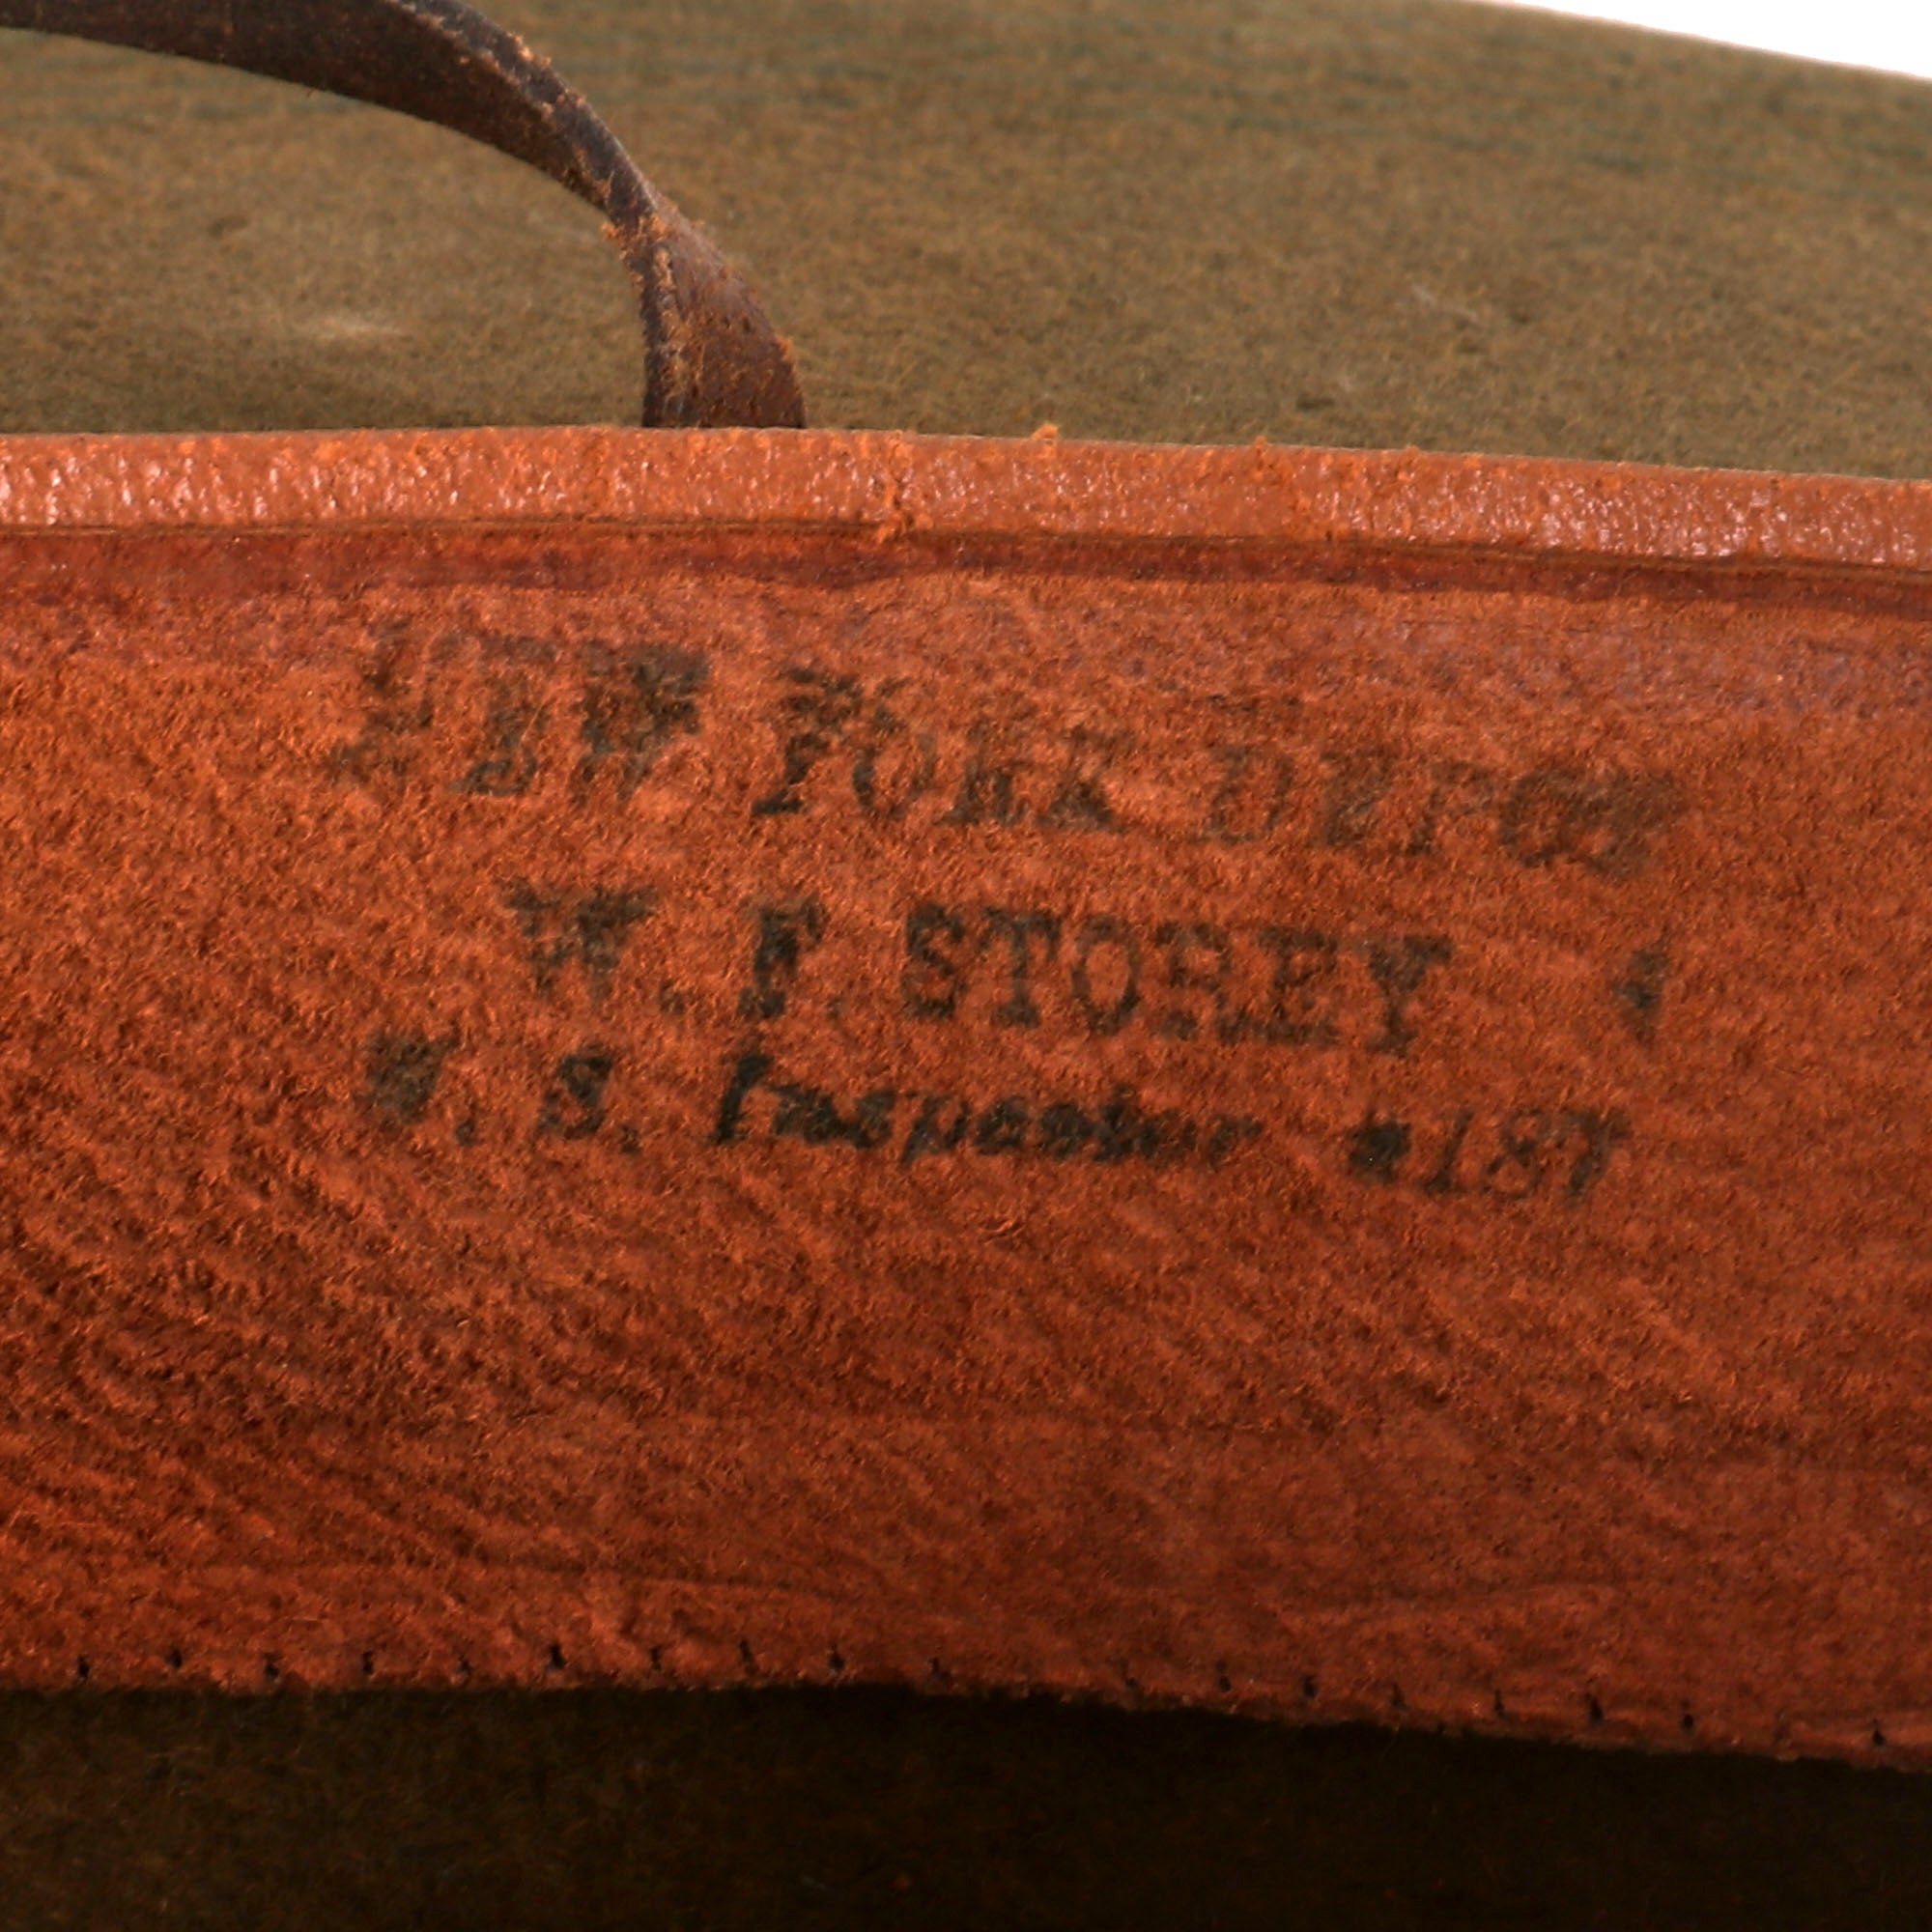 NEW YORK DEPOT
W. F. STOREY
U. S. Inspector #187